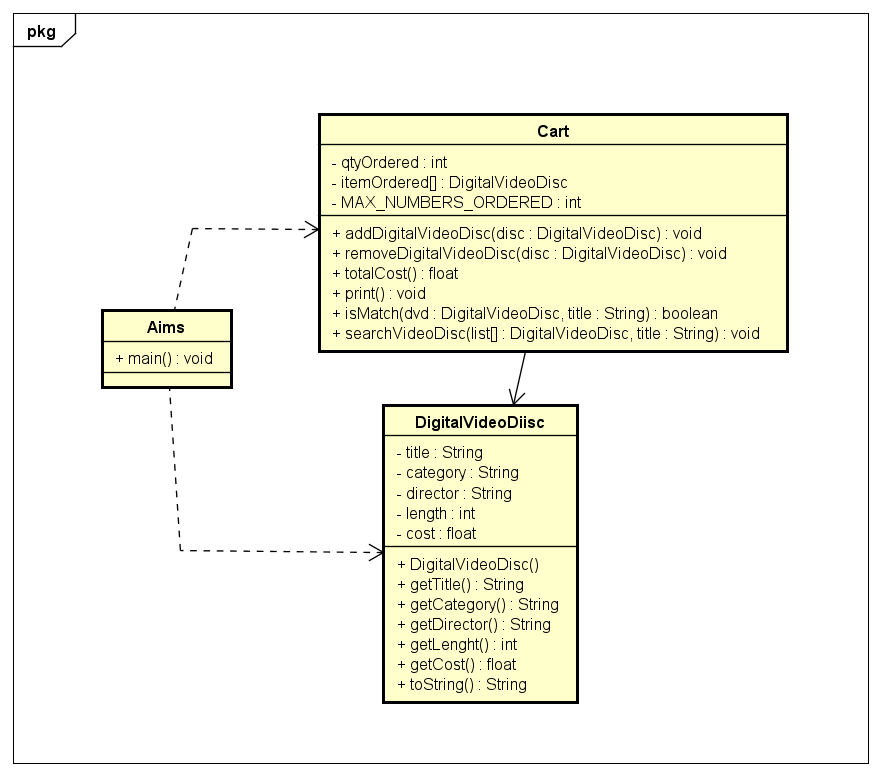 pkg
Cart
- qtyOrdered : int
- itemOrdered[] : DigitalVideoDisc
- MAX_NUMBERS_ORDERED : int
+ addDigitalVideoDisc(disc : DigitalVideoDisc) : void
+ removeDigitalVideoDisc(disc : DigitalVideoDisc) : void
+ totalCost() : float
+ print() : void
+ isMatch(dvd : DigitalVideoDisc, title : String) : boolean
+ searchVideoDisc(list[] : DigitalVideoDisc, title : String) : void
Aims
+ main() : void
DigitalVideoDiisc
- title : String
- category : String
- director : String
- length : int
- cost : float
+ DigitalVideoDisc()
+ getTitle() : String
+ getCategory() : String
+ getDirector() : String
+ getLenght() : int
+ getCost() : float
+ toString() : String